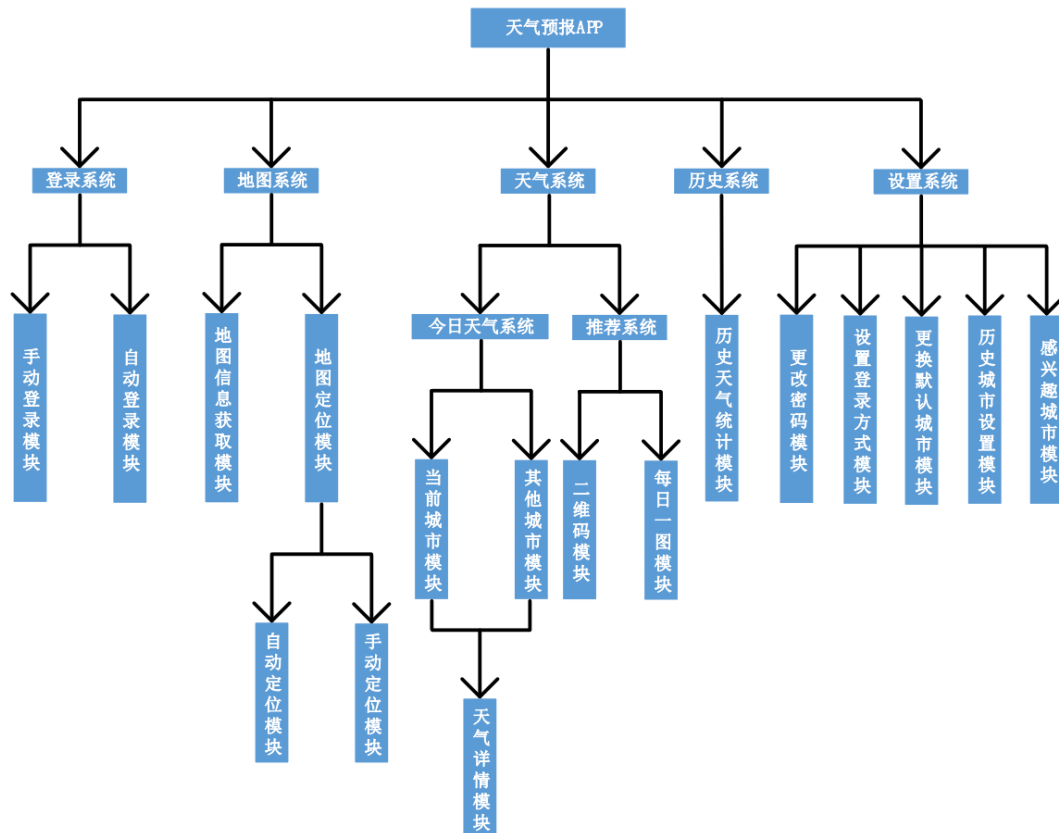 天气预报APP
登录系统
地图系统
天气系统
历史系统
设置系统
手动登录模块
自动登录模块
地图信息获取模块
地图定位模块
今日天气系统
推荐系统
历史天气统计模块
更改密码模块
设置登录方式模块
更换默认城市模块
历史城市设置模块
感兴趣城市模块
当前城市模块
其他城市模块
二维码模块
每日一图模块
自动定位模块
手动定位模块
天气详情模块